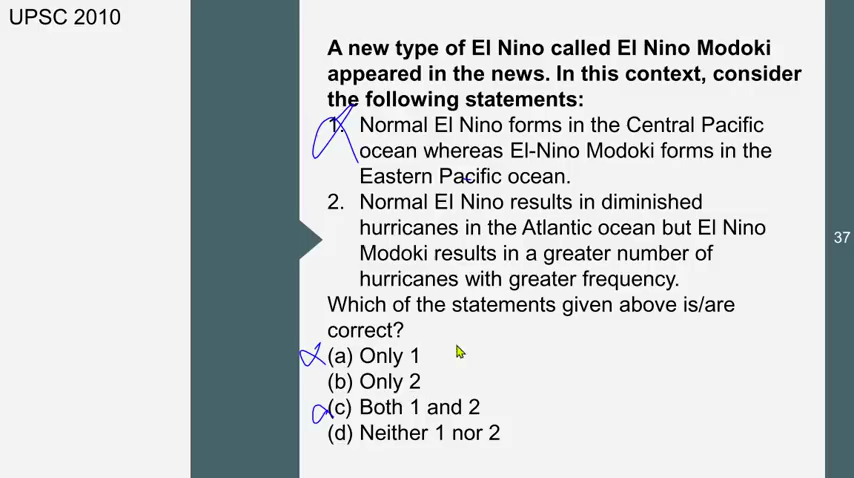 UPSC 2010
A new type of El Nino called El Nino Modoki
appeared in the news. In this context, consider
the following statements:
1. Normal El Nino forms in the Central Pacific
ocean whereas El-Nino Modoki forms in the
Eastern Pacific ocean.
2. Normal El Nino results in diminished
hurricanes in the Atlantic ocean but El Nino
Modoki results in a greater number of
hurricanes with greater frequency.
Which of the statements given above is/are
correct?
(a) Only 1
(b) Only 2
(c) Both 1 and 2
(d) Neither 1 nor 2
37